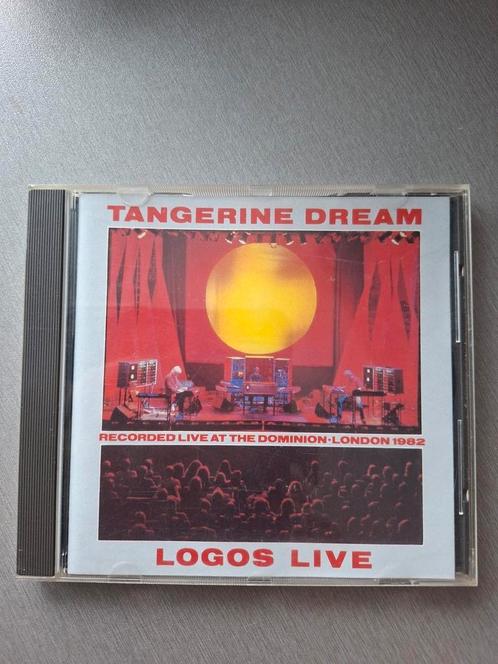 TANGERINE DREAM
RECORDED LIVE AT THE DOMINION·LONDON 1982
LOGOS LIVE